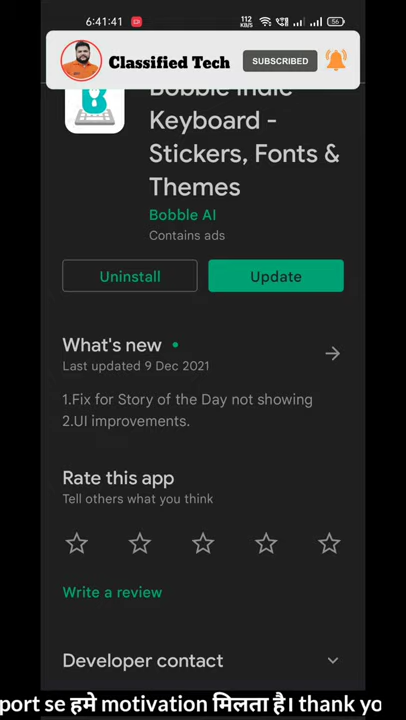 6:41:41
112
KB/S
56
Classified Tech
SUBSCRIBED
Bobble Indic
Keyboard -
Stickers, Fonts &
Themes
Bobble AI
Contains ads
Uninstall
Update
What's new
Last updated 9 Dec 2021
1.Fix for Story of the Day not showing
2.UI improvements.
Rate this app
Tell others what you think
Write a review
Developer contact
port se हमे motivation मिलता है। thank yo